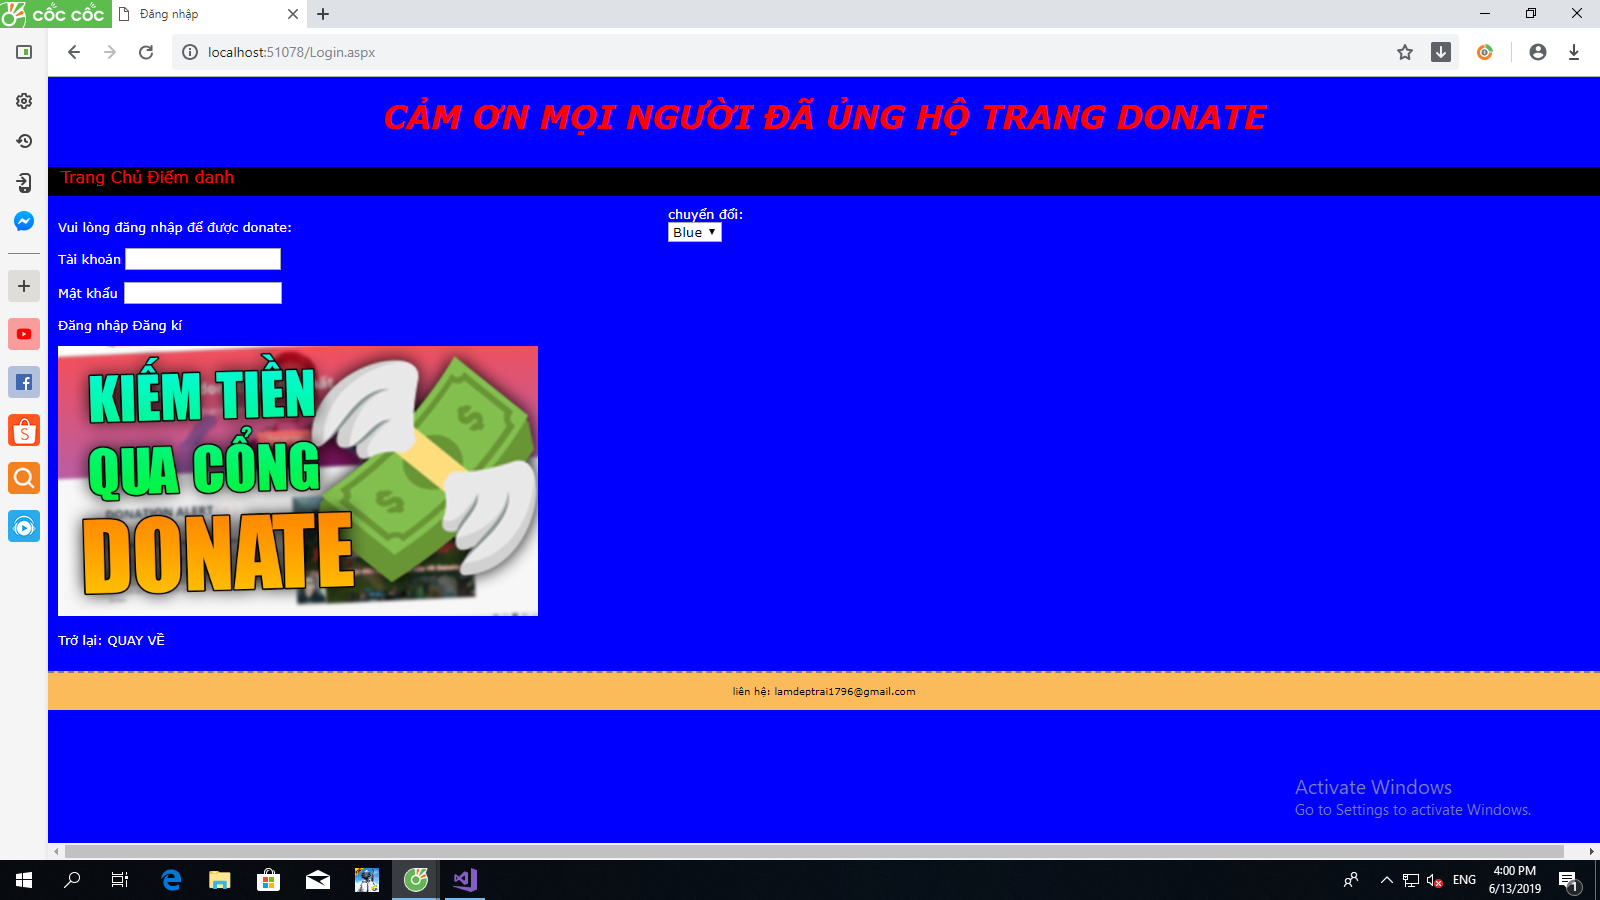 cốc cốc
Đăng nhập
localhost:51078/Login.aspx
CẢM ƠN MỌI NGƯỜI ĐÃ ỦNG HỘ TRANG DONATE
Trang Chủ Điểm danh
chuyển đổi:
Blue
Vui lòng đăng nhập để được donate:
Tài khoản
Mật khẩu
Đăng nhập Đăng kí
KIẾM TIỀN
QUA CỔNG
DONATION ALERT
DONATE
Trở lại: QUAY VỀ
liên hệ: lamdeptrai1796@gmail.com
Activate Windows
Go to Settings to activate Windows.
ENG
4:00 PM
6/13/2019
1